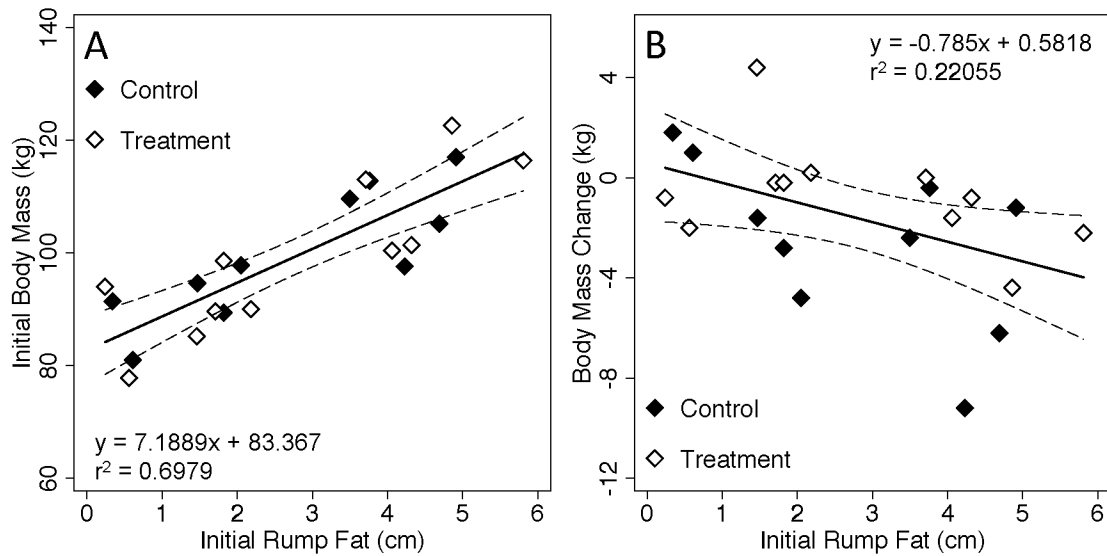 A
Control
Treatment
y = 7.1889x + 83.367
r² = 0.6979
Initial Body Mass (kg)
140
120
100
80
60
0 1 2 3 4 5 6
Initial Rump Fat (cm)
B
y = -0.785x + 0.5818
r² = 0.22055
Control
Treatment
Body Mass Change (kg)
4
0
-4
-8
-12
0 1 2 3 4 5 6
Initial Rump Fat (cm)